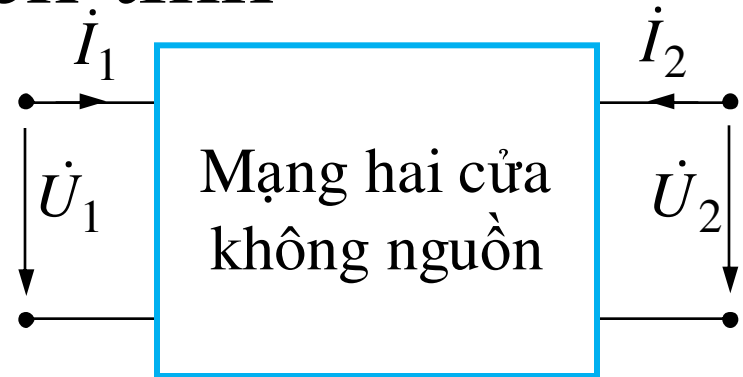 İ₁ İ₂
Mạng hai cửa
U̇₁ U̇₂
không nguồn